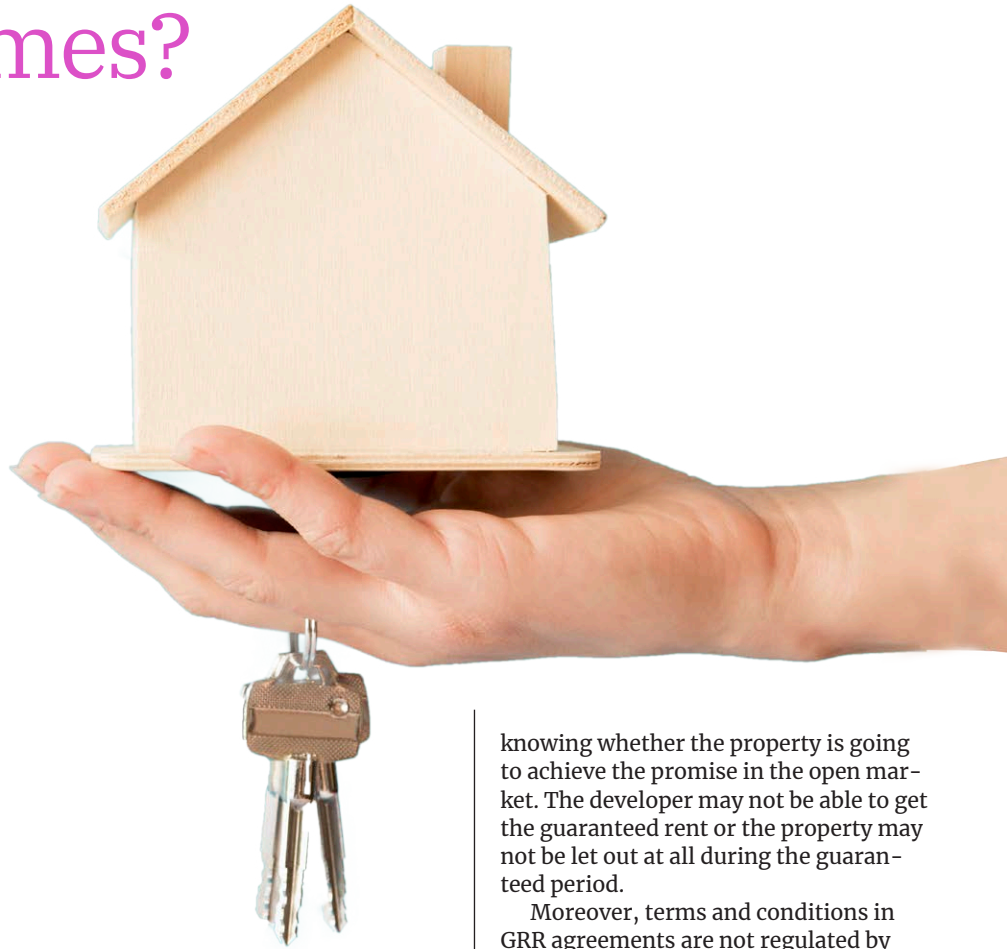 mes?
knowing whether the property is going
to achieve the promise in the open mar-
ket. The developer may not be able to get
the guaranteed rent or the property may
not be let out at all during the guaran-
teed period.
Moreover, terms and conditions in
GRR agreements are not regulated by